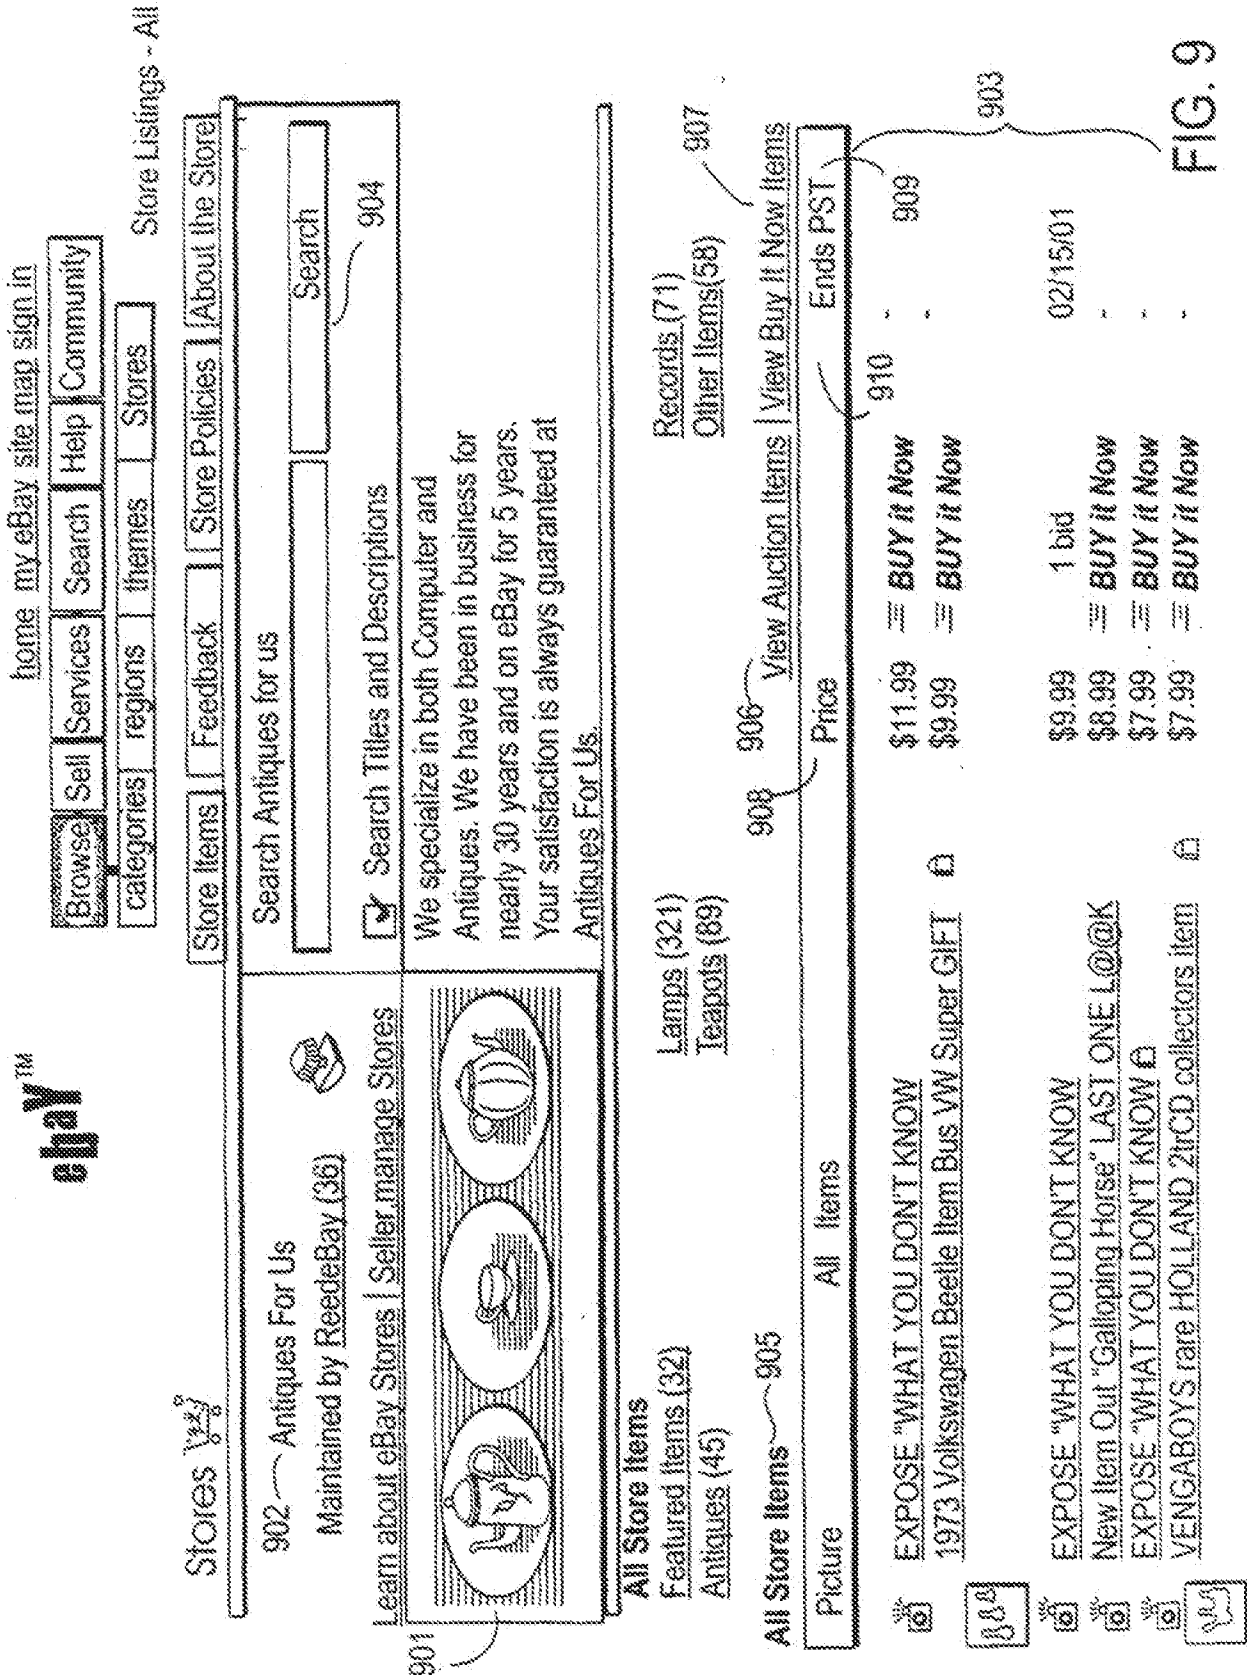 ebaY™
home my eBay site map sign in
Browse Sell Services Search Help Community
categories regions themes Stores
Stores
Store Listings - All
Store Items Feedback Store Policies About the Store
902 Antiques For Us
Maintained by ReedeBay (36)
Learn about eBay Stores | Seller, manage Stores
Search Antiques for us
Search
904
Search Titles and Descriptions
901
We specialize in both Computer and
Antiques. We have been in business for
nearly 30 years and on eBay for 5 years.
Your satisfaction is always guaranteed at
Antiques For Us.
All Store Items
Featured Items (32) Lamps (321) Records (71)
Antiques (45) Teapots (89) Other Items(58)
906 907
All Store Items 905 View Auction Items | View Buy It Now Items
908
Picture All Items Price Ends PST
910 909
EXPOSE "WHAT YOU DON'T KNOW $11.99 BUY it Now -
1973 Volkswagen Beetle Item Bus VW Super GIFT $9.99 BUY it Now -
903
EXPOSE "WHAT YOU DON'T KNOW $9.99 1 bid 02/15/01
New Item Out "Galloping Horse" LAST ONE L@@K $8.99 BUY it Now -
EXPOSE "WHAT YOU DON'T KNOW $7.99 BUY it Now -
VENGABOYS rare HOLLAND 2trCD collectors item $7.99 BUY it Now -
FIG. 9